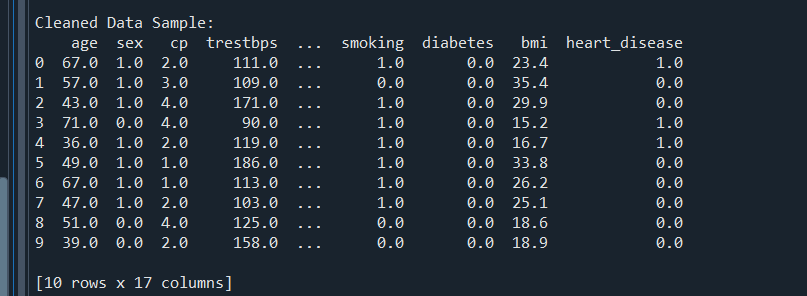 Cleaned Data Sample:
    age  sex   cp  trestbps  ...  smoking  diabetes   bmi  heart_disease
0  67.0  1.0  2.0     111.0  ...      1.0       0.0  23.4            1.0
1  57.0  1.0  3.0     109.0  ...      0.0       0.0  35.4            0.0
2  43.0  1.0  4.0     171.0  ...      1.0       0.0  29.9            0.0
3  71.0  0.0  4.0      90.0  ...      1.0       0.0  15.2            1.0
4  36.0  1.0  2.0     119.0  ...      1.0       0.0  16.7            1.0
5  49.0  1.0  1.0     186.0  ...      1.0       0.0  33.8            0.0
6  67.0  1.0  1.0     113.0  ...      1.0       0.0  26.2            0.0
7  47.0  1.0  2.0     103.0  ...      1.0       0.0  25.1            0.0
8  51.0  0.0  4.0     125.0  ...      0.0       0.0  18.6            0.0
9  39.0  0.0  2.0     158.0  ...      0.0       0.0  18.9            0.0
[10 rows x 17 columns]